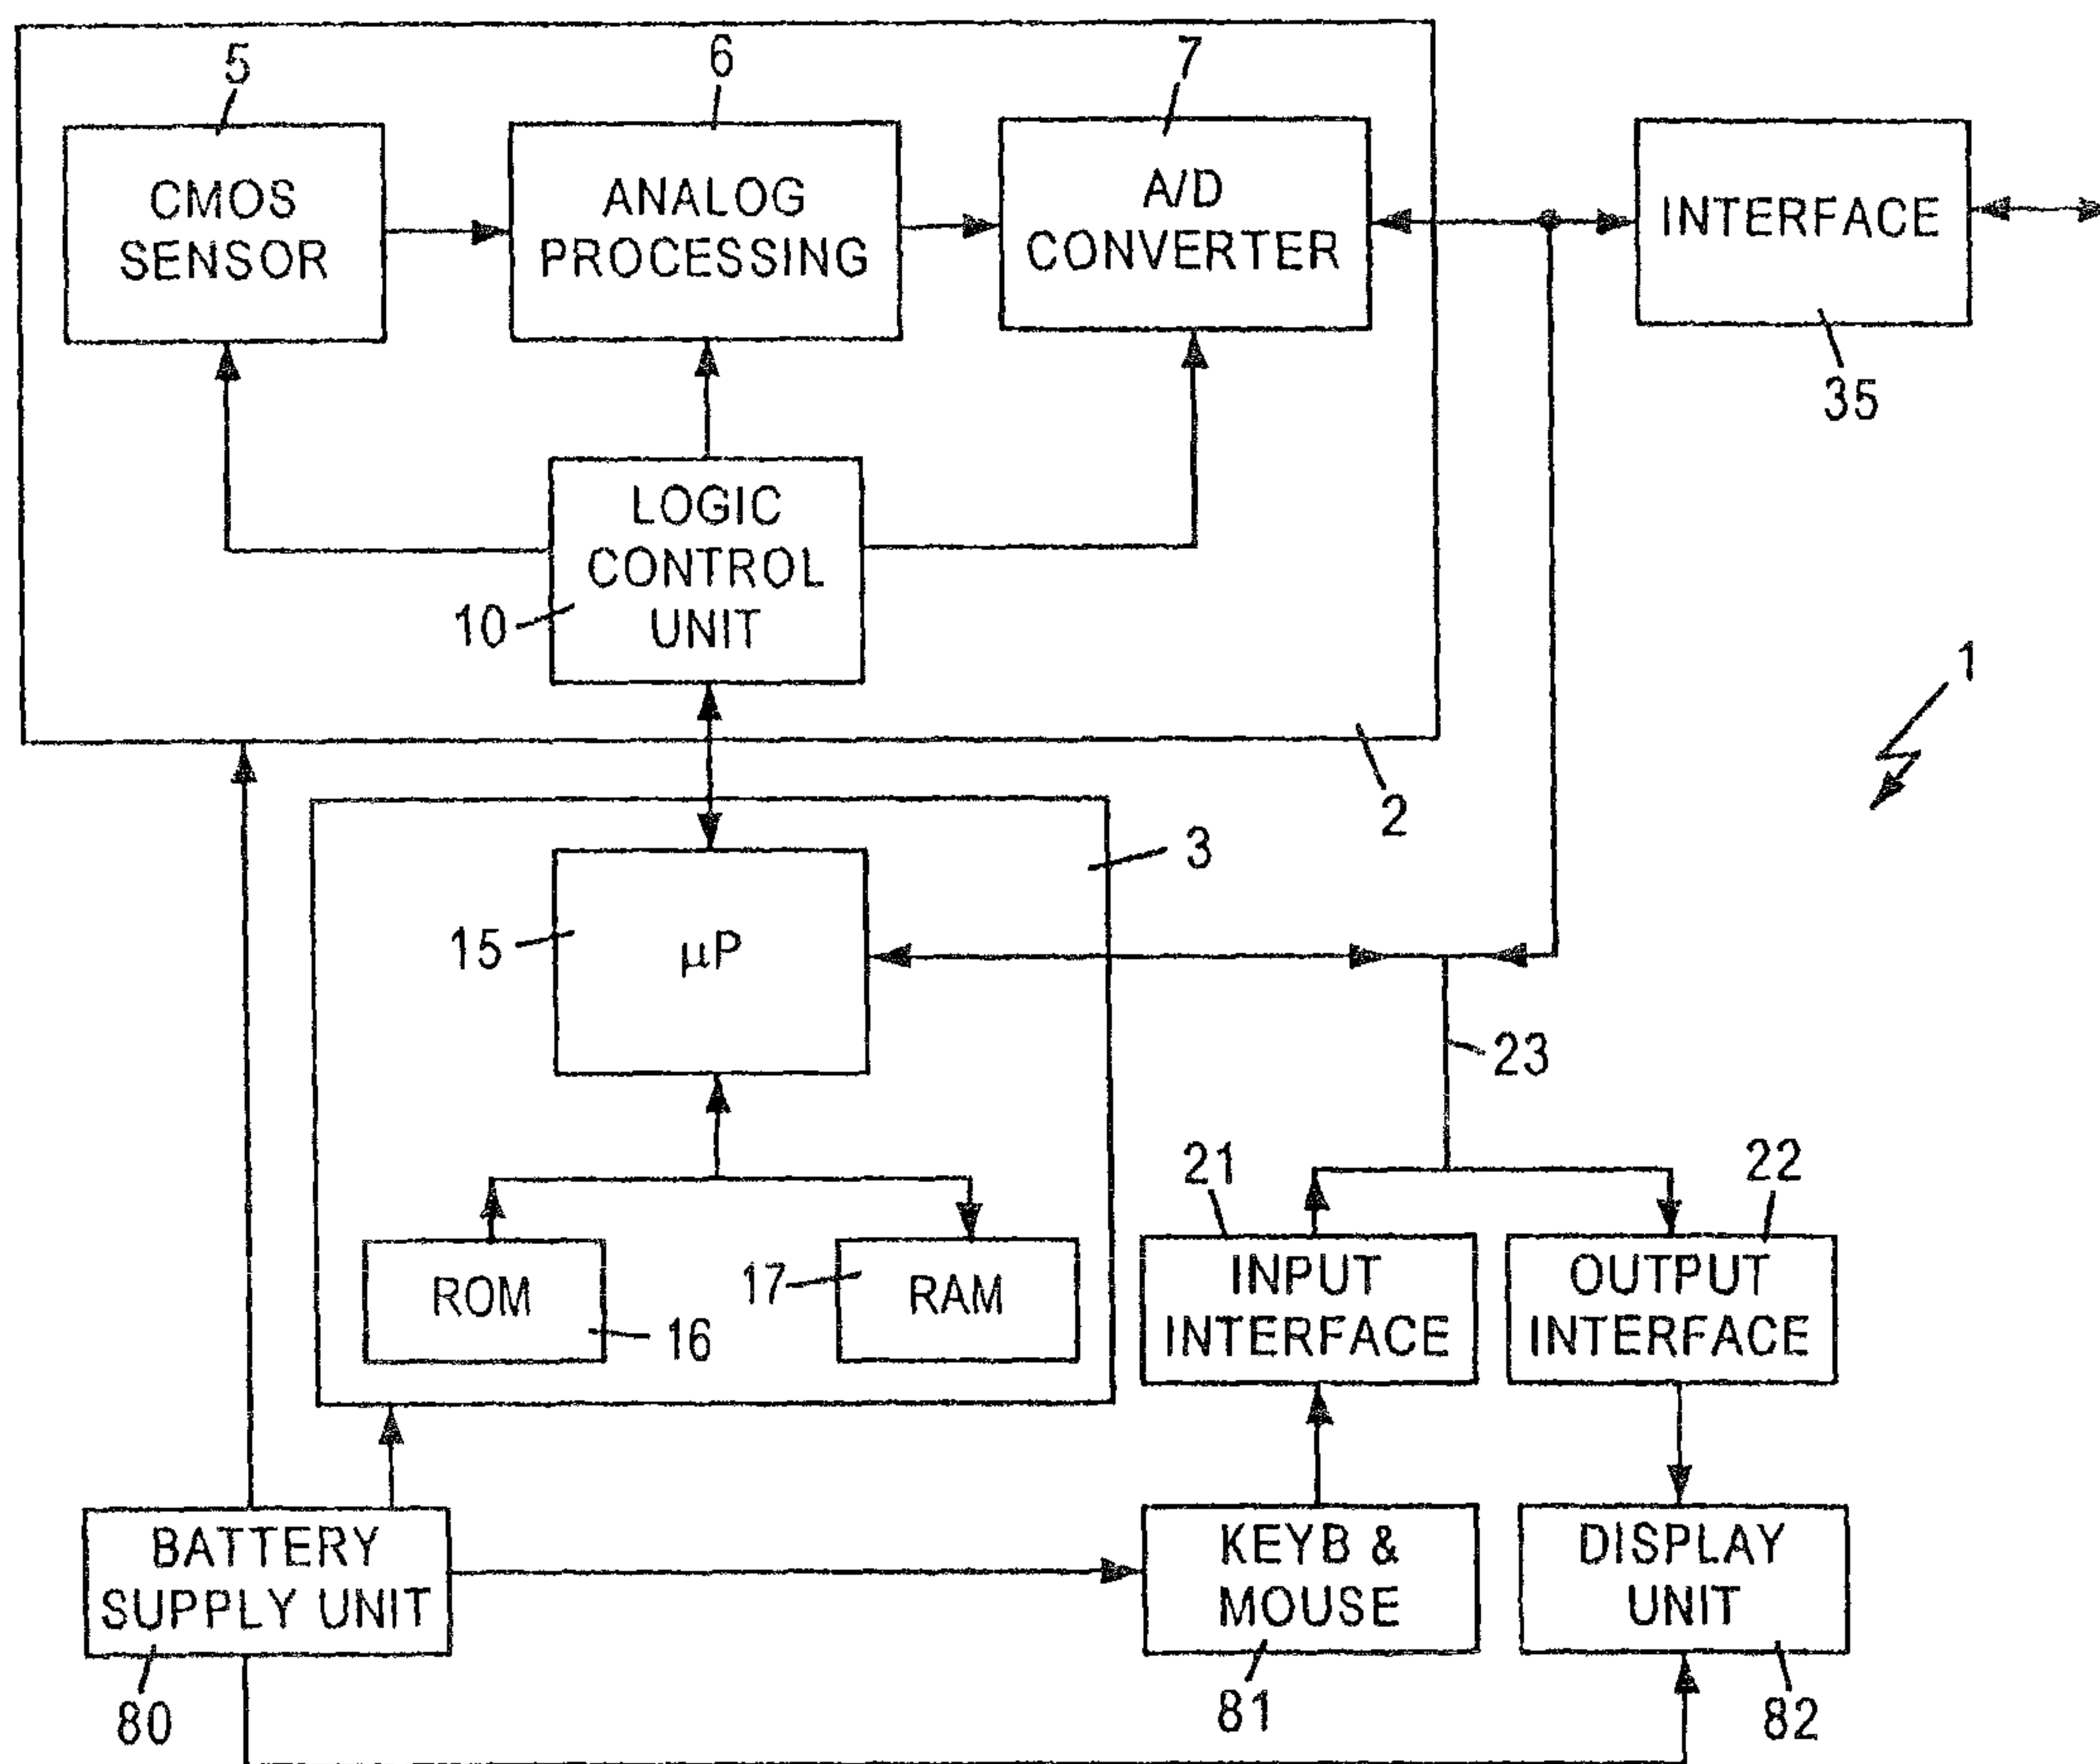 5
6
7
CMOS
SENSOR
ANALOG
PROCESSING
A/D
CONVERTER
INTERFACE
35
LOGIC
CONTROL
UNIT
10
1
2
3
15
μP
23
21
22
ROM
16
17
RAM
INPUT
INTERFACE
OUTPUT
INTERFACE
BATTERY
SUPPLY UNIT
KEYB &
MOUSE
DISPLAY
UNIT
80
81
82